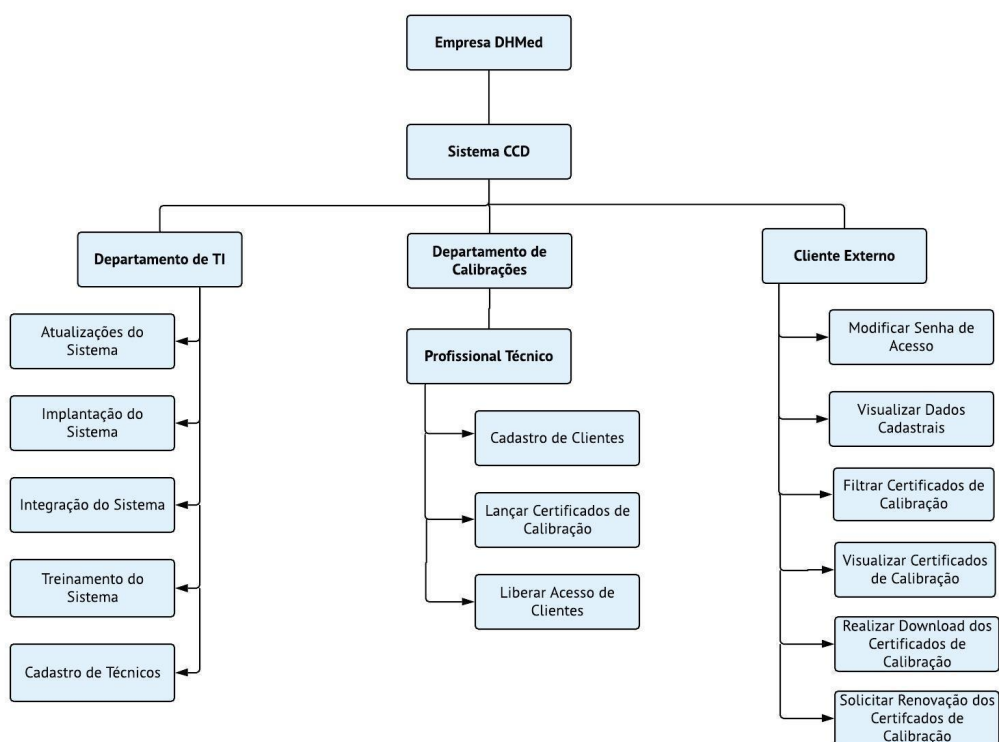 Empresa DHMed
Sistema CCD
Departamento de TI
Atualizações do
Sistema
Implantação do
Sistema
Integração do Sistema
Treinamento do
Sistema
Cadastro de Técnicos
Departamento de
Calibrações
Profissional Técnico
Cadastro de Clientes
Lançar Certificados de
Calibração
Liberar Acesso de
Clientes
Cliente Externo
Modificar Senha de
Acesso
Visualizar Dados
Cadastrais
Filtrar Certificados de
Calibração
Visualizar Certificados
de Calibração
Realizar Download dos
Certificados de
Calibração
Solicitar Renovação dos
Certifcados de
Calibração